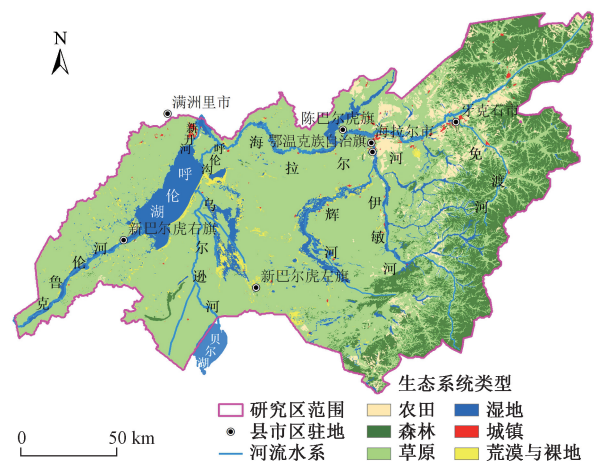 N
满洲里市
陈巴尔虎旗
牙克石市
海拉尔市
鄂温克族自治旗
新开河
海拉尔河
呼伦沟
呼伦湖
乌尔逊河
辉河
伊敏河
免渡河
新巴尔虎右旗
新巴尔虎左旗
克鲁伦河
贝尔湖
生态系统类型
研究区范围
农田
湿地
县市区驻地
森林
城镇
河流水系
草原
荒漠与裸地
0 50 km